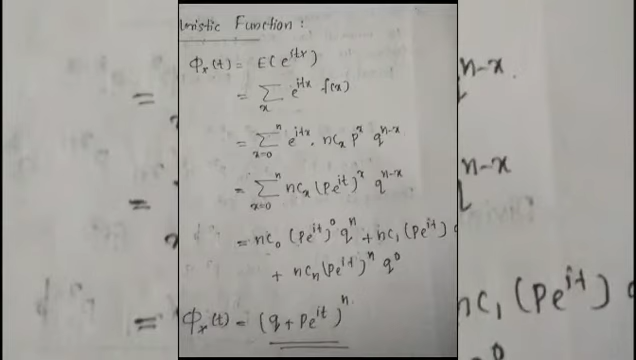 Function :
Φₓ(t) = E(e^{itx})
= Σ_x e^{itx} f(x)
= Σ_{x=0}^{n} e^{itx} . nCₓ p^x q^{n-x}
= Σ_{x=0}^{n} nCₓ (pe^{it})^x q^{n-x}
= nC₀ (pe^{it})^0 q^n + nC₁ (pe^{it})
+ nCₙ (pe^{it})^n q^0
Φₓ(t) = (q + pe^{it})^n